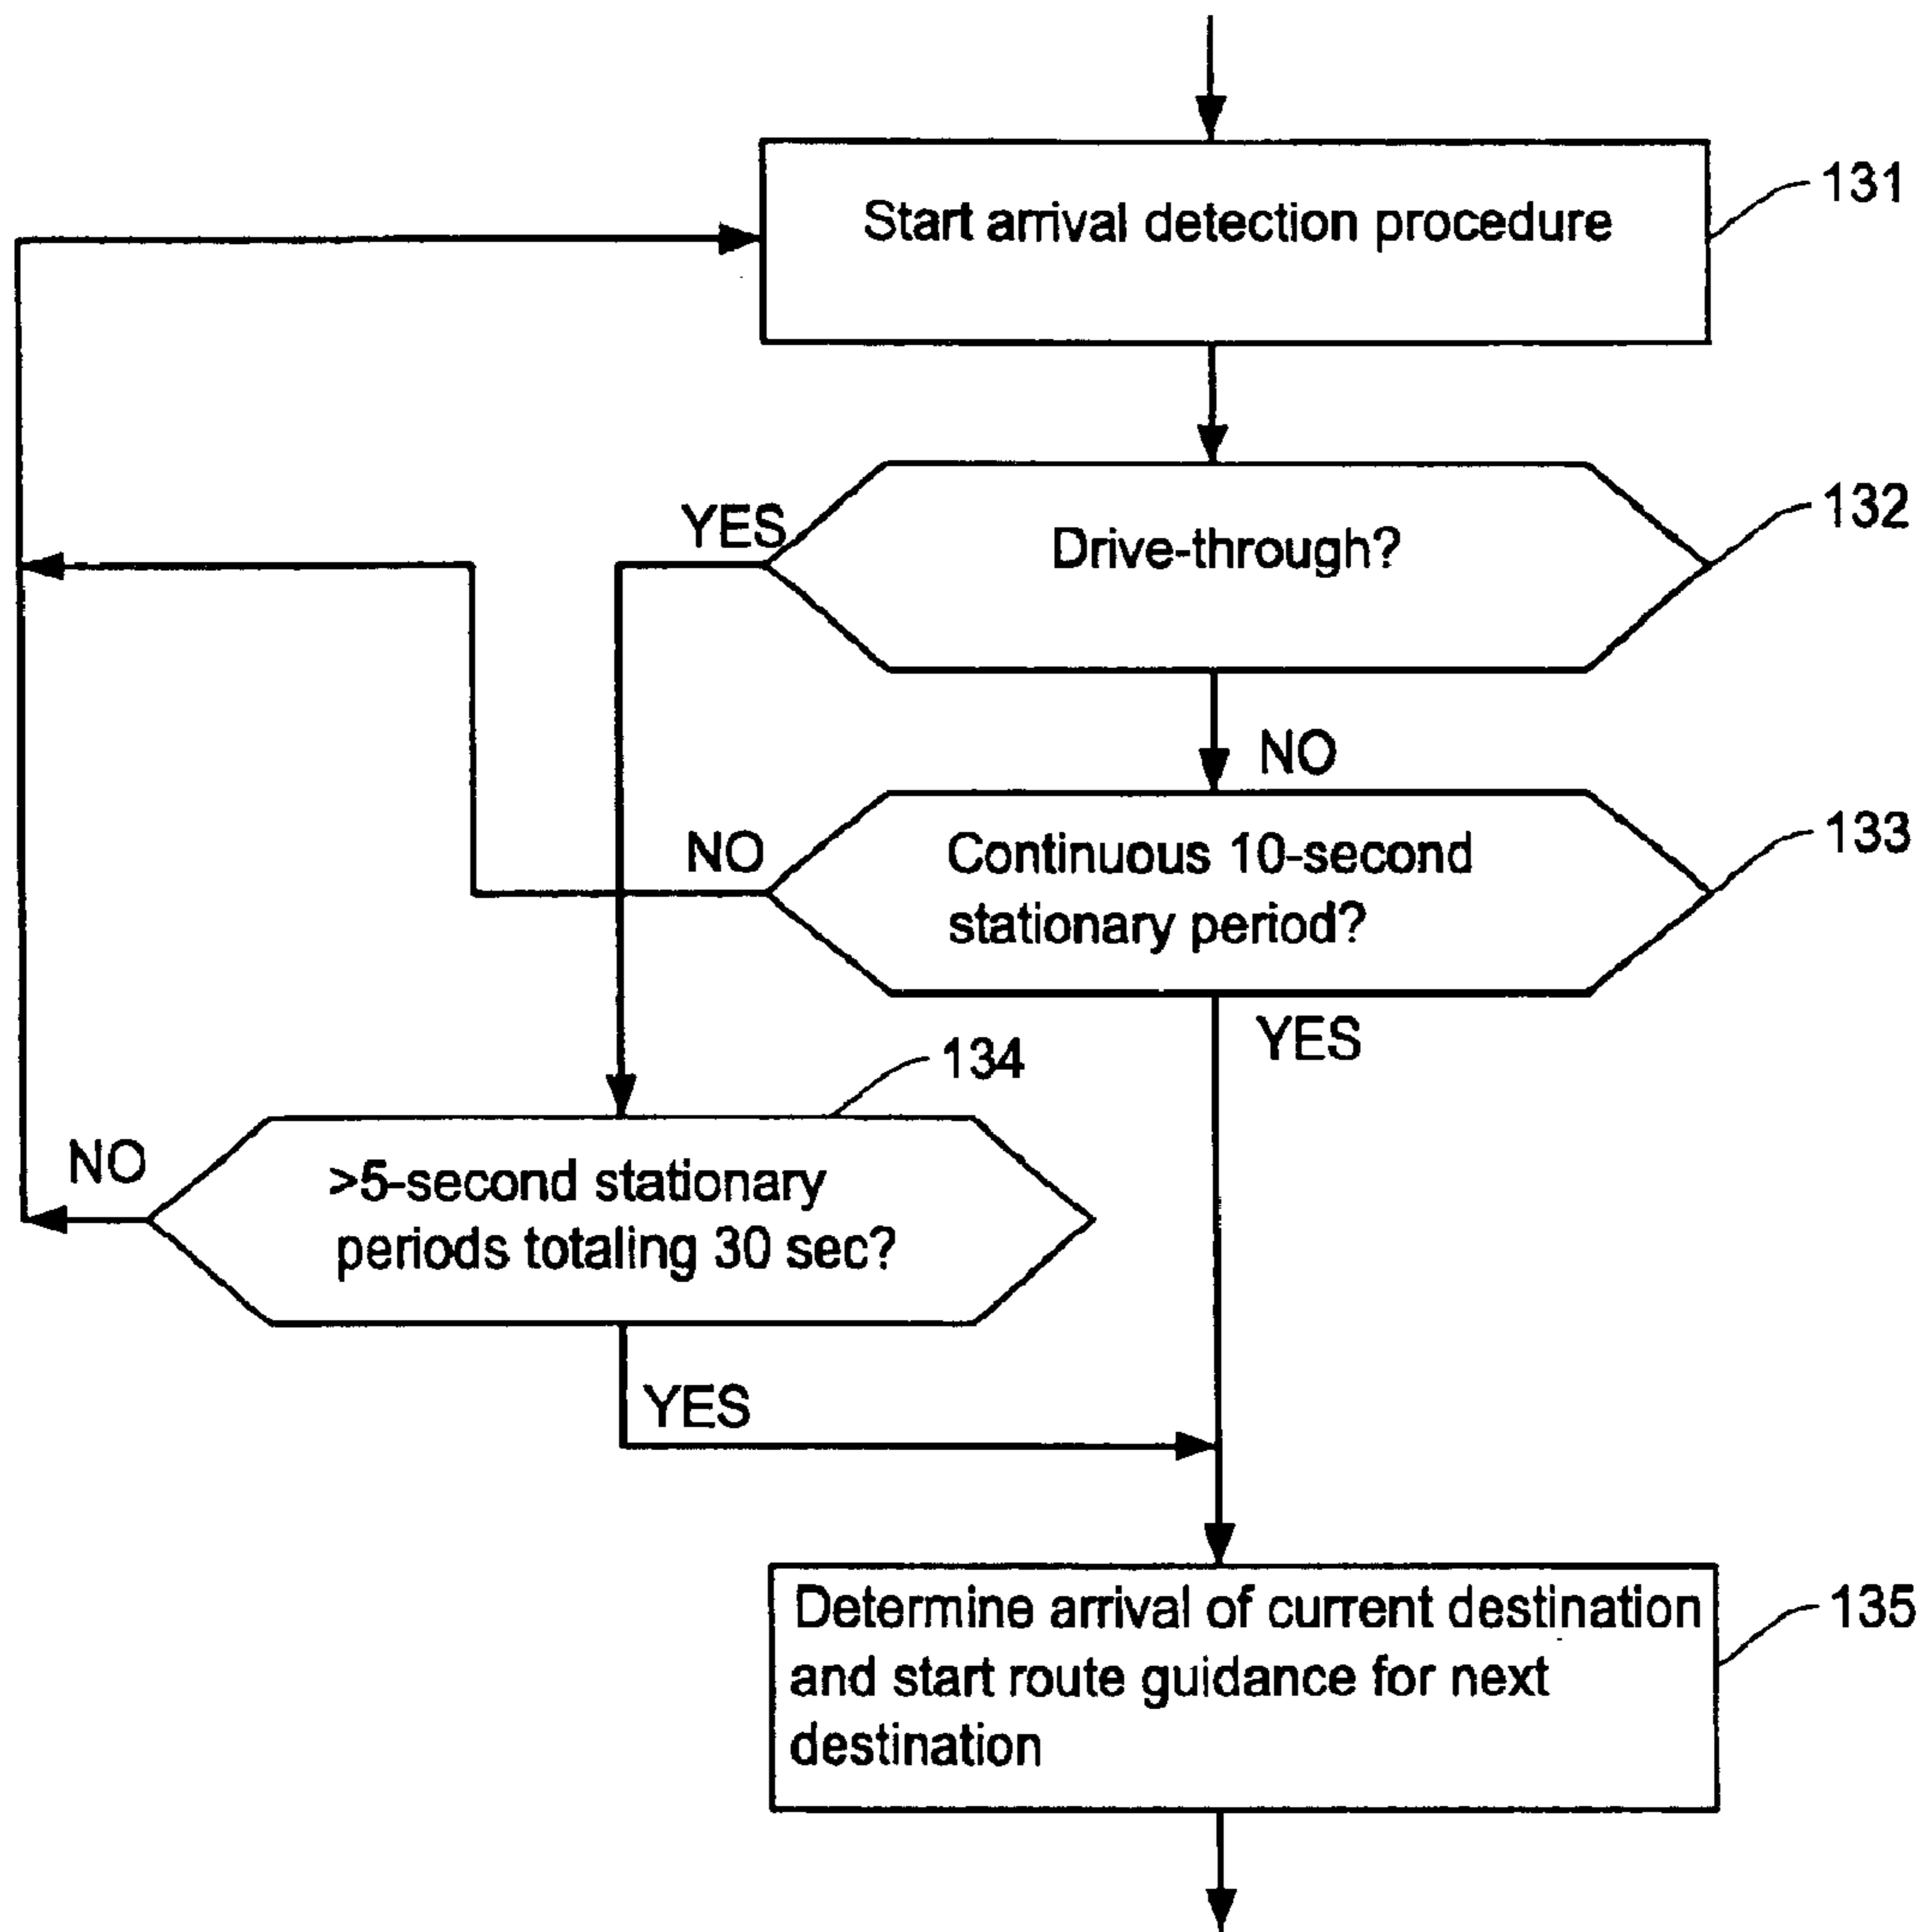 Start arrival detection procedure
131
YES
Drive-through?
132
NO
NO
Continuous 10-second
stationary period?
133
YES
134
NO
>5-second stationary
periods totaling 30 sec?
YES
Determine arrival of current destination
and start route guidance for next
destination
135